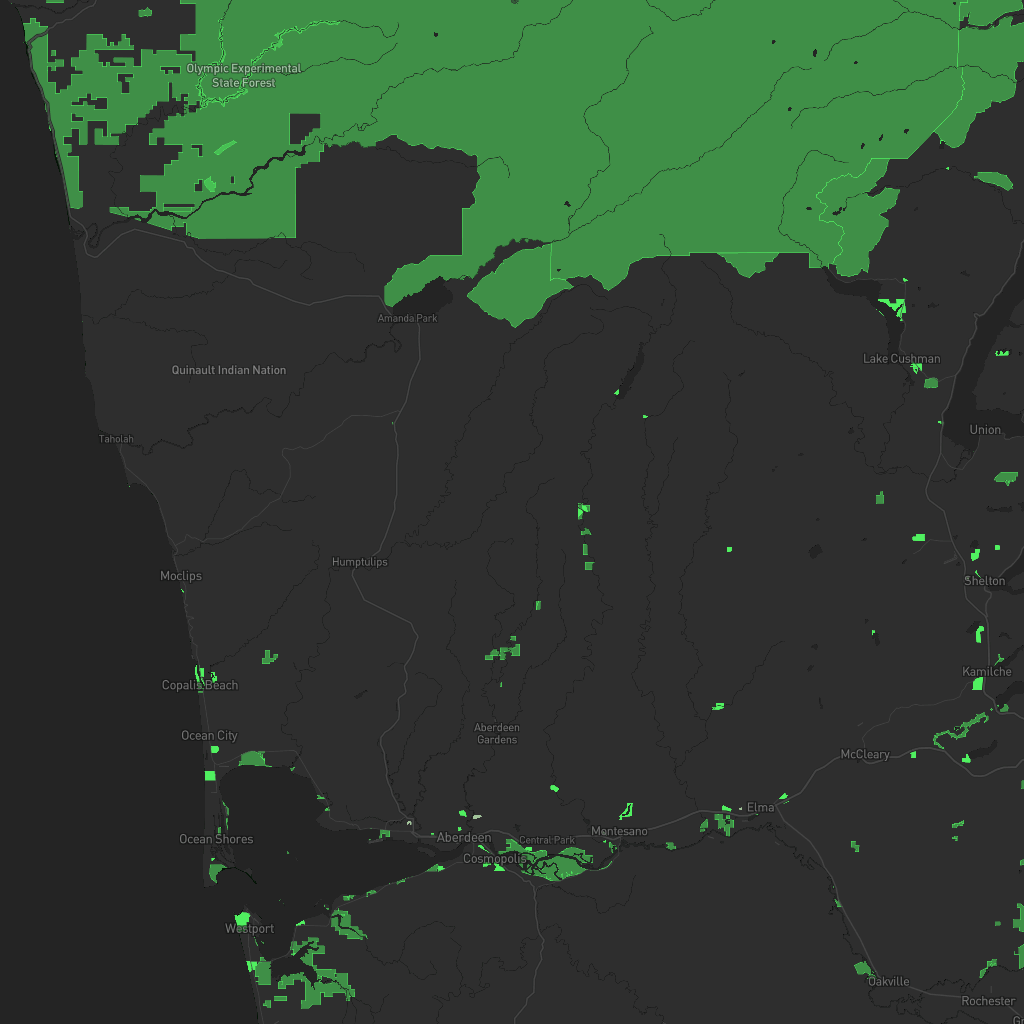 Olympic Experimental
State Forest
Amanda Park
Lake Cushman
Quinault Indian Nation
Union
Taholah
Humptulips
Moclips
Shelton
Kamilche
Copalis Beach
Aberdeen
Gardens
Ocean City
McCleary
Elma
Ocean Shores
Aberdeen
Central Park
Montesano
Cosmopolis
Westport
Oakville
Rochester